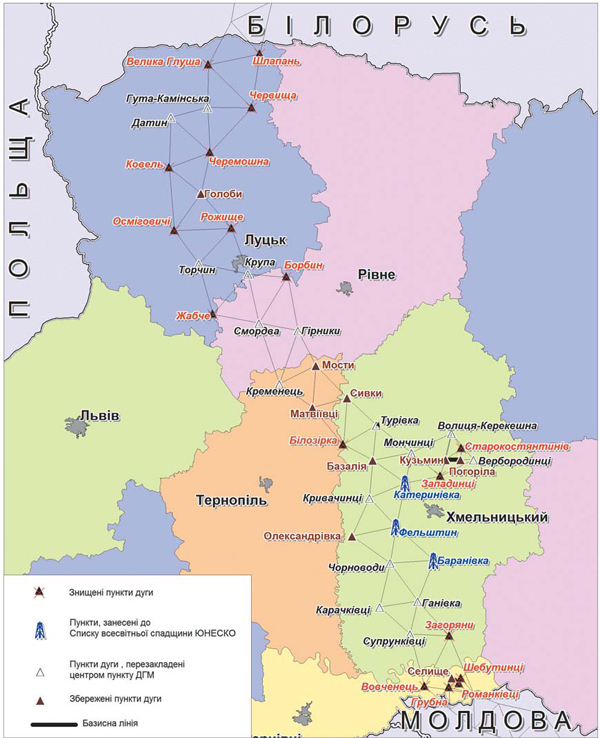 БІЛОРУСЬ
ПОЛЬЩА
Велика Глуша
Шлапань
Гута-Камінська
Червища
Датин
Ковель
Черемошна
Голоби
Осміговичі
Рожище
Луцьк
Торчин
Крупа
Борбин
Рівне
Жабче
Смордва
Гірники
Мости
Кременець
Сивки
Матвіївці
Львів
Турівка
Волиця-Керекешна
Білозірка
Мончинці
Старокостянтинів
Базалія
Кузьмин
Вербородинці
Погоріла
Западинці
Тернопіль
Кривачинці
Катеринівка
Хмельницький
Фельштин
Олександрівка
Баранівка
Чорноводи
Карачківці
Ганівка
Загоряни
Супрунківці
Селище
Шебутинці
Вовченець
Романківці
Грубна
МОЛДОВА
Знищені пункти дуги
Пункти, занесені до
Списку всесвітньої спадщини ЮНЕСКО
Пункти дуги , перезакладені
центром пункту ДГМ
Збережені пункти дуги
Базисна лінія